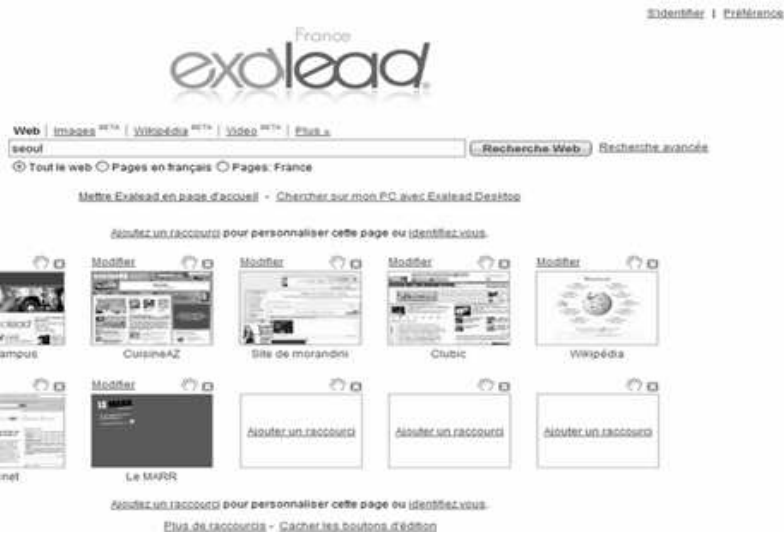 S'identifier | Préférence
France
exalead
Web | Images BETA | Wikipédia BETA | Video BETA | Plus »
seoul Recherche Web Recherche avancée
Tout le web Pages en français Pages: France
Mettre Exalead en page d'accueil - Chercher sur mon PC avec Exalead Desktop
Ajoutez un raccourci pour personnaliser cette page ou identifiez vous.
Modifier Modifier Modifier Modifier
ampus CuisineAZ Site de morandini Clubic Wikipédia
Modifier
net Le MARR Ajouter un raccourci Ajouter un raccourci Ajouter un raccourci
Ajoutez un raccourci pour personnaliser cette page ou identifiez vous.
Plus de raccourcis - Cacher les boutons d'édition